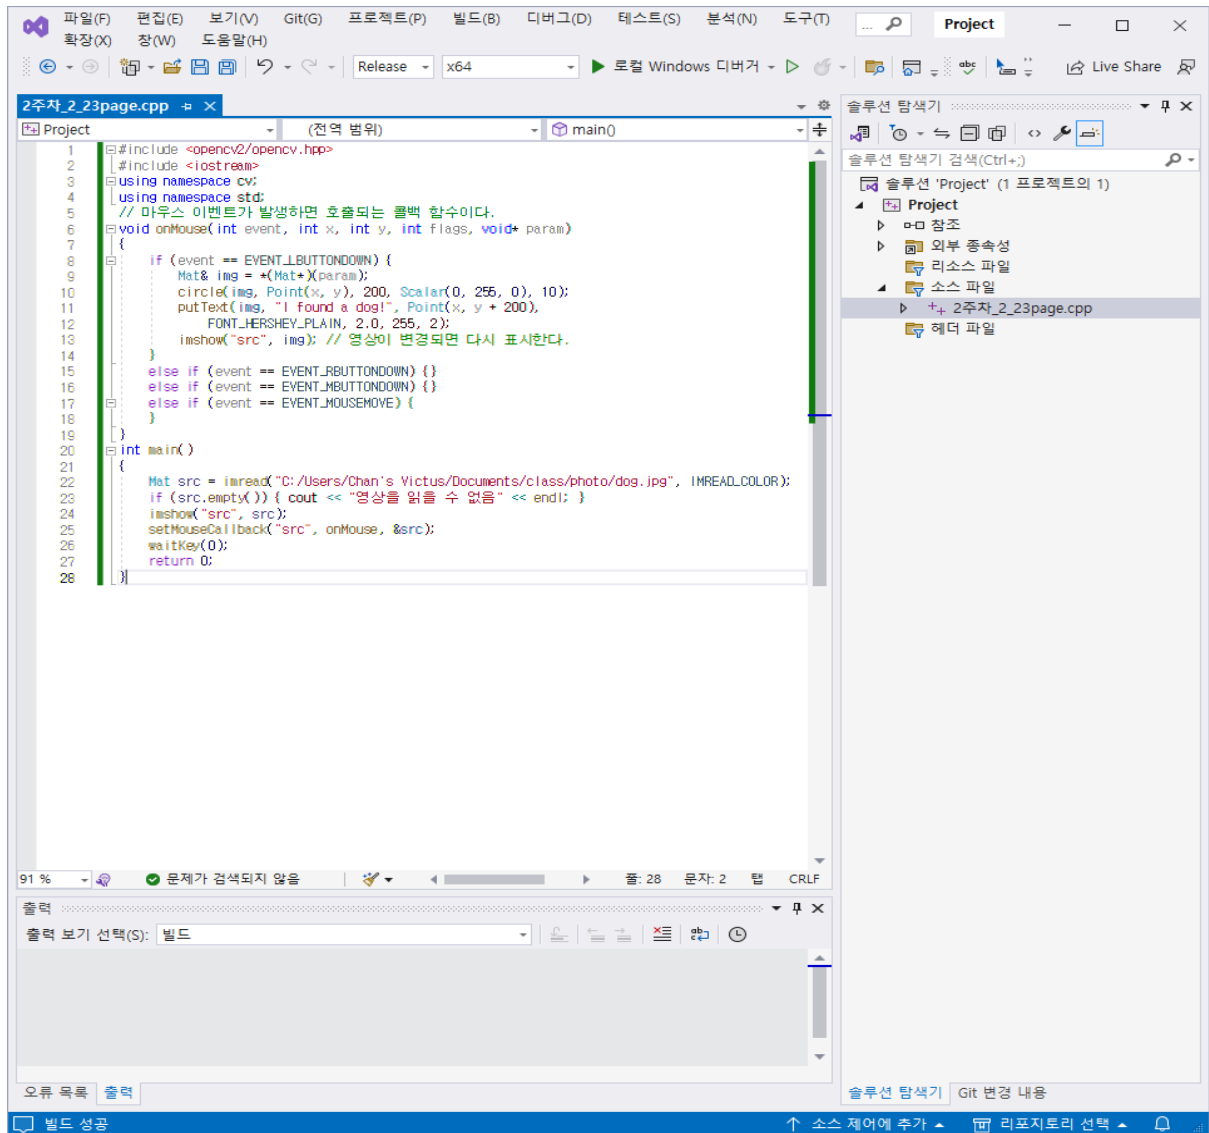 파일(F) 편집(E) 보기(V) Git(G) 프로젝트(P) 빌드(B) 디버그(D) 테스트(S) 분석(N) 도구(T) ... Project
확장(X) 창(W) 도움말(H)
Release x64 로컬 Windows 디버거 Live Share
2주차_2_23page.cpp
Project (전역 범위) main()
1 #include <opencv2/opencv.hpp>
2 #include <iostream>
3 using namespace cv;
4 using namespace std;
5 // 마우스 이벤트가 발생하면 호출되는 콜백 함수이다.
6 void onMouse(int event, int x, int y, int flags, void* param)
7 {
8 if (event == EVENT_LBUTTONDOWN) {
9 Mat& img = *(Mat*)(param);
10 circle(img, Point(x, y), 200, Scalar(0, 255, 0), 10);
11 putText(img, "I found a dog!", Point(x, y + 200),
12 FONT_HERSHEY_PLAIN, 2.0, 255, 2);
13 imshow("src", img); // 영상이 변경되면 다시 표시한다.
14 }
15 else if (event == EVENT_RBUTTONDOWN) {}
16 else if (event == EVENT_MBUTTONDOWN) {}
17 else if (event == EVENT_MOUSEMOVE) {
18 }
19 }
20 int main()
21 {
22 Mat src = imread("C:/Users/Chan's Victus/Documents/class/photo/dog.jpg", IMREAD_COLOR);
23 if (src.empty()) { cout << "영상을 읽을 수 없음" << endl; }
24 imshow("src", src);
25 setMouseCallback("src", onMouse, &src);
26 waitKey(0);
27 return 0;
28 }
91 % 문제가 검색되지 않음 줄: 28 문자: 2 탭 CRLF
출력
출력 보기 선택(S): 빌드
오류 목록 출력
솔루션 탐색기
솔루션 탐색기 검색(Ctrl+;)
솔루션 'Project' (1 프로젝트의 1)
Project
참조
외부 종속성
리소스 파일
소스 파일
2주차_2_23page.cpp
헤더 파일
솔루션 탐색기 Git 변경 내용
빌드 성공 소스 제어에 추가 리포지토리 선택